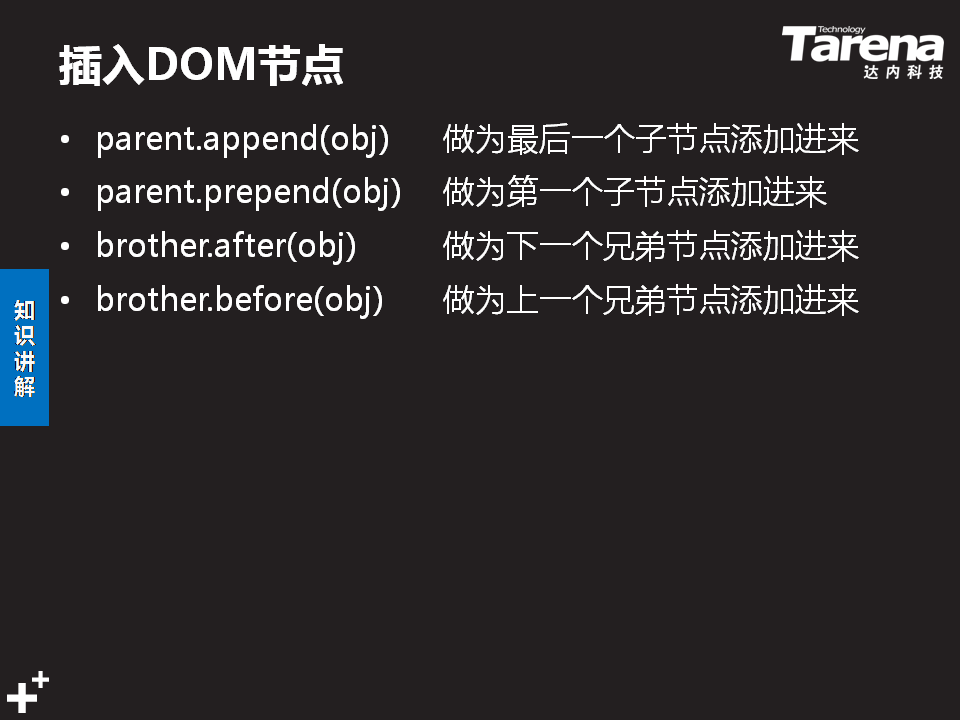 插入DOM节点
Technology
Tarena
达内科技
• parent.append(obj) 做为最后一个子节点添加进来
• parent.prepend(obj) 做为第一个子节点添加进来
• brother.after(obj) 做为下一个兄弟节点添加进来
• brother.before(obj) 做为上一个兄弟节点添加进来
知
识
讲
解